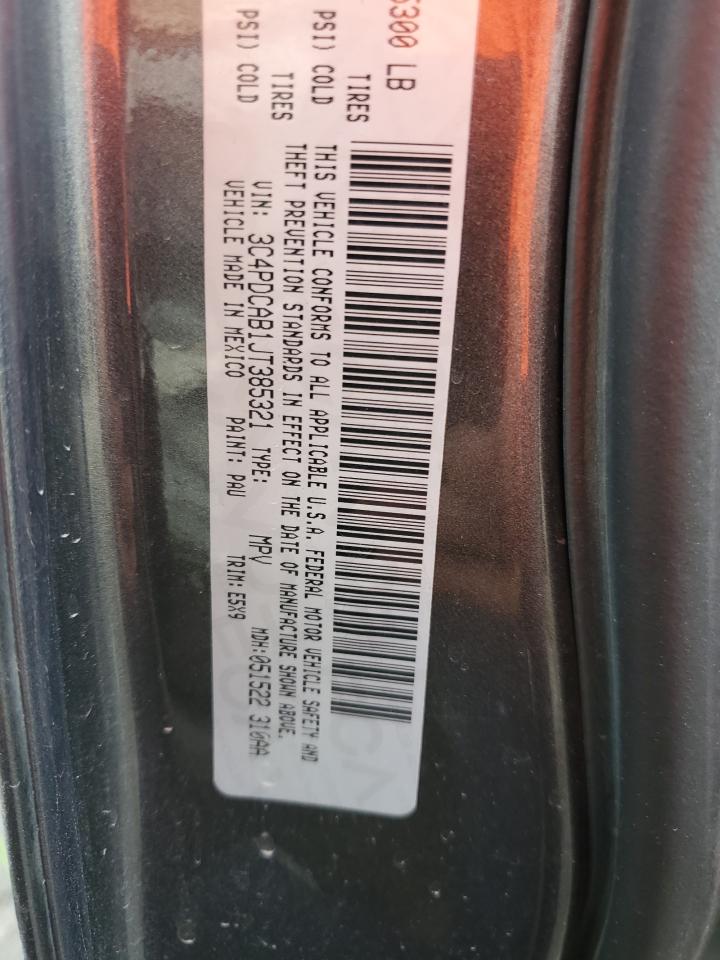 6300 LB
TIRES
PSI) COLD
TIRES
PSI) COLD
THIS VEHICLE CONFORMS TO ALL APPLICABLE U.S.A. FEDERAL MOTOR VEHICLE SAFETY AND
THEFT PREVENTION STANDARDS IN EFFECT ON THE DATE OF MANUFACTURE SHOWN ABOVE.
VIN: 3C4PDCAB1JT385321 TYPE: MPV MDH:051522 310AA
VEHICLE MADE IN MEXICO PAINT: PAU TRIM: E5X9